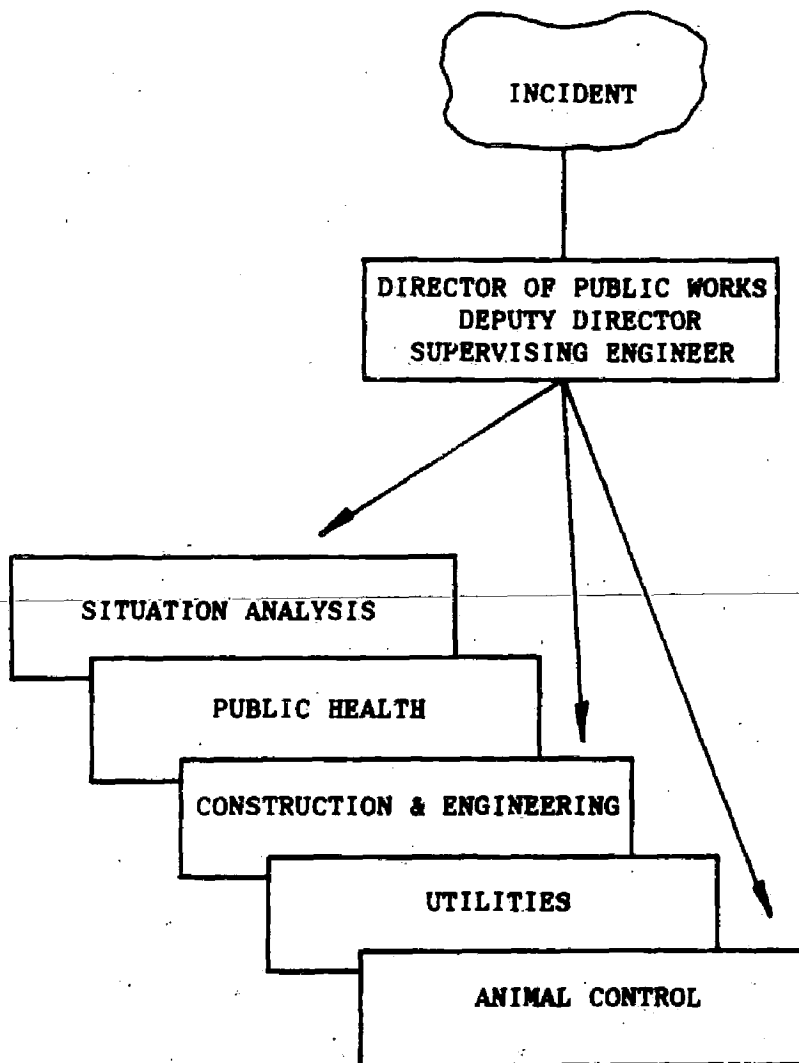 INCIDENT
DIRECTOR OF PUBLIC WORKS
DEPUTY DIRECTOR
SUPERVISING ENGINEER
SITUATION ANALYSIS
PUBLIC HEALTH
CONSTRUCTION & ENGINEERING
UTILITIES
ANIMAL CONTROL